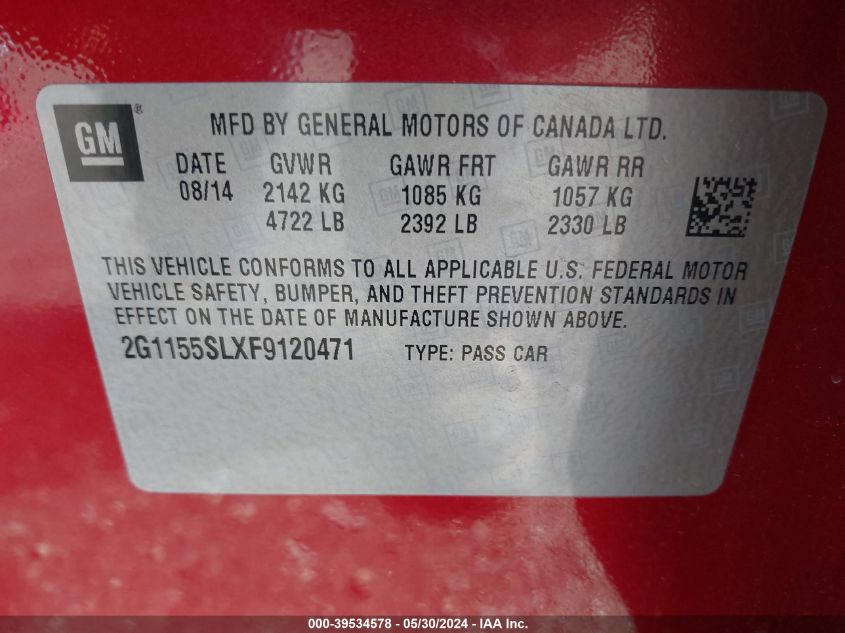 GM ®
MFD BY GENERAL MOTORS OF CANADA LTD.
DATE GVWR GAWR FRT GAWR RR
08/14 2142 KG 1085 KG 1057 KG
4722 LB 2392 LB 2330 LB
THIS VEHICLE CONFORMS TO ALL APPLICABLE U.S. FEDERAL MOTOR
VEHICLE SAFETY, BUMPER, AND THEFT PREVENTION STANDARDS IN
EFFECT ON THE DATE OF MANUFACTURE SHOWN ABOVE.
2G1155SLXF9120471 TYPE: PASS CAR
000-39534578 — 05/30/2024 — IAA Inc.